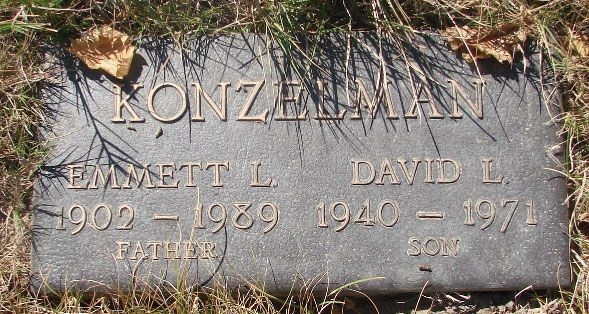 KONZELMAN
EMMETT L. DAVID L.
1902 – 1989 1940 – 1971
FATHER SON